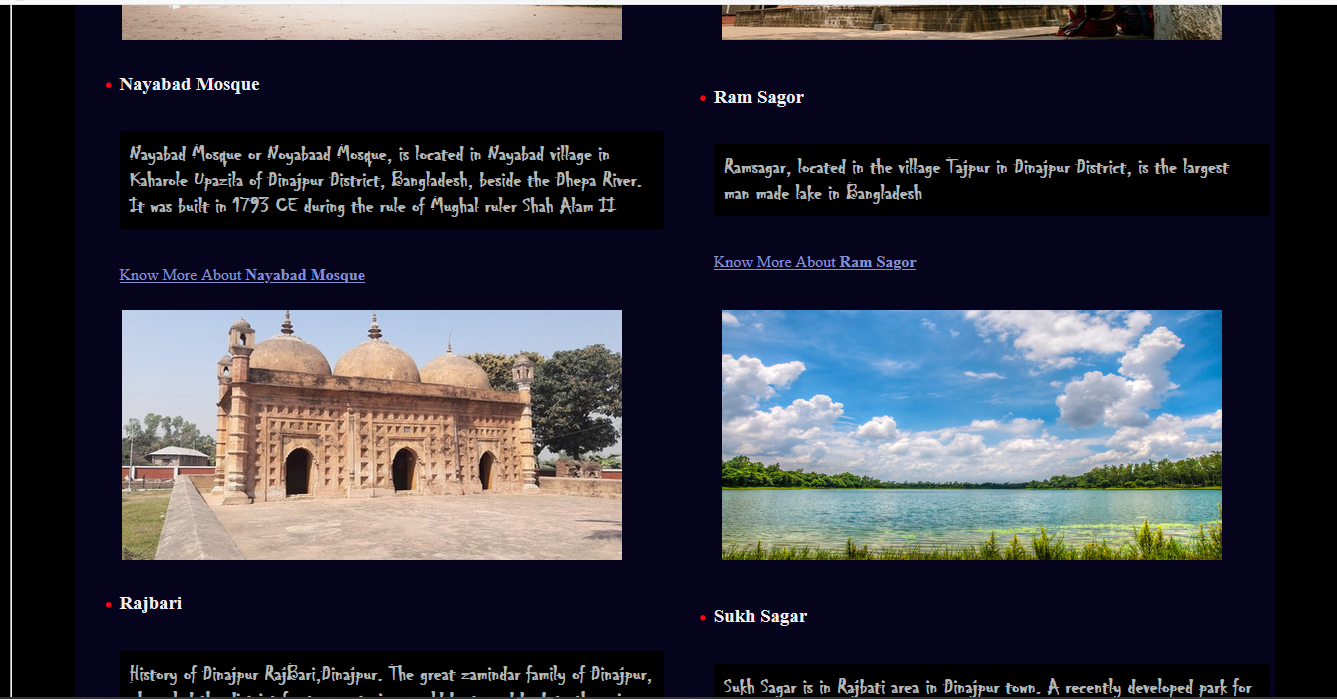 Nayabad Mosque
Nayabad Mosque or Noyabaad Mosque, is located in Nayabad village in
Kaharole Upazila of Dinajpur District, Bangladesh, beside the Dhepa River.
It was built in 1793 CE during the rule of Mughal ruler Shah Alam II
Know More About Nayabad Mosque
Rajbari
History of Dinajpur RajBari,Dinajpur. The great zamindar family of Dinajpur,
Ram Sagor
Ramsagar, located in the village Tajpur in Dinajpur District, is the largest
man made lake in Bangladesh
Know More About Ram Sagor
Sukh Sagar
Sukh Sagar is in Rajbati area in Dinajpur town. A recently developed park for